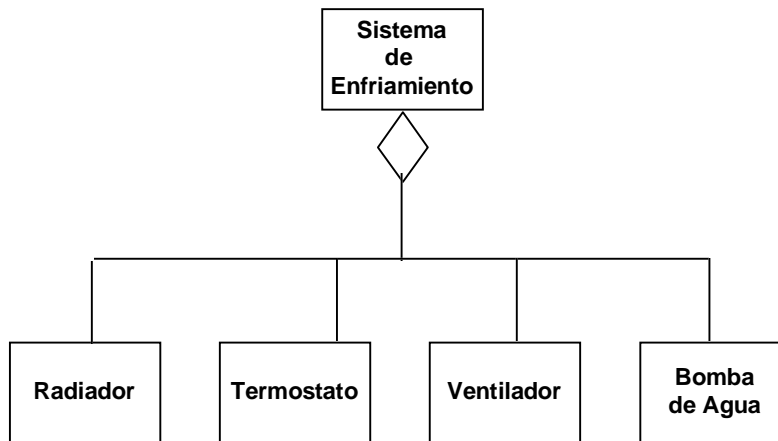 Sistema
de
Enfriamiento
Radiador
Termostato
Ventilador
Bomba
de Agua